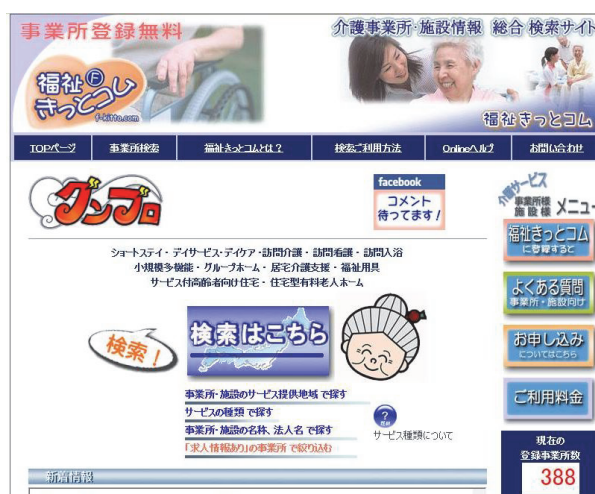 事業所登録無料
介護事業所・施設情報 総合検索サイト
福祉
きっとコム
f-kitto.com
福祉きっとコム
TOPページ 事業所検索 福祉きっとコムとは? 検索ご利用方法 Onlineヘルプ お問い合わせ
グンブロ
facebook
コメント
待ってます!
介護サービス
事業所様
施設様 メニュー
ショートステイ・デイサービス・デイケア・訪問介護・訪問看護・訪問入浴
小規模多機能・グループホーム・居宅介護支援・福祉用具
サービス付高齢者向け住宅・住宅型有料老人ホーム
福祉きっとコム
に登録すると
よくある質問
事業所・施設向け
検索!
検索はこちら
お申し込み
についてはこちら
事業所・施設のサービス提供地域 で探す
サービスの種類 で探す
事業所・施設の名称、法人名 で探す
「求人情報あり」の事業所 で絞り込む
?
サービス種類について
ご利用料金
現在の
登録事業所数
388
新着情報